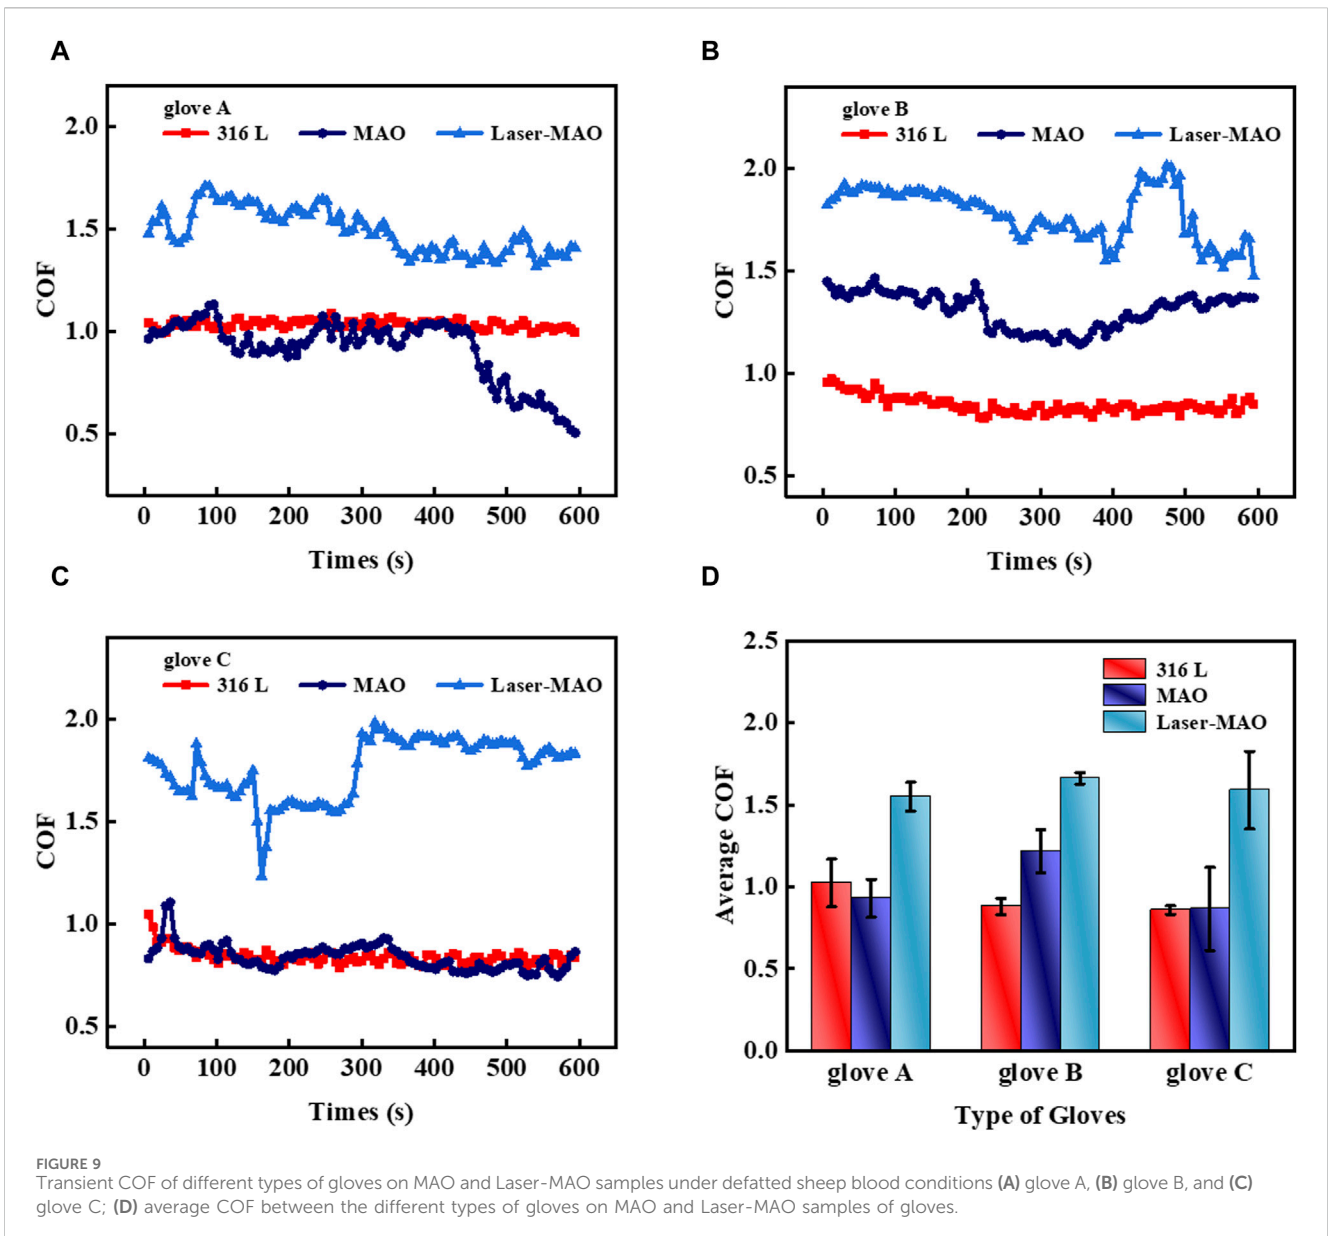 A
glove A
316 L MAO Laser-MAO
2.0
1.5
1.0
0.5
COF
0 100 200 300 400 500 600
Times (s)
B
glove B
316 L MAO Laser-MAO
2.0
1.5
1.0
0.5
COF
0 100 200 300 400 500 600
Times (s)
C
glove C
316 L MAO Laser-MAO
2.0
1.5
1.0
0.5
COF
0 100 200 300 400 500 600
Times (s)
D
316 L
MAO
Laser-MAO
2.5
2.0
1.5
1.0
0.5
0.0
Average COF
glove A glove B glove C
Type of Gloves
FIGURE 9
Transient COF of different types of gloves on MAO and Laser-MAO samples under defatted sheep blood conditions (A) glove A, (B) glove B, and (C)
glove C; (D) average COF between the different types of gloves on MAO and Laser-MAO samples of gloves.